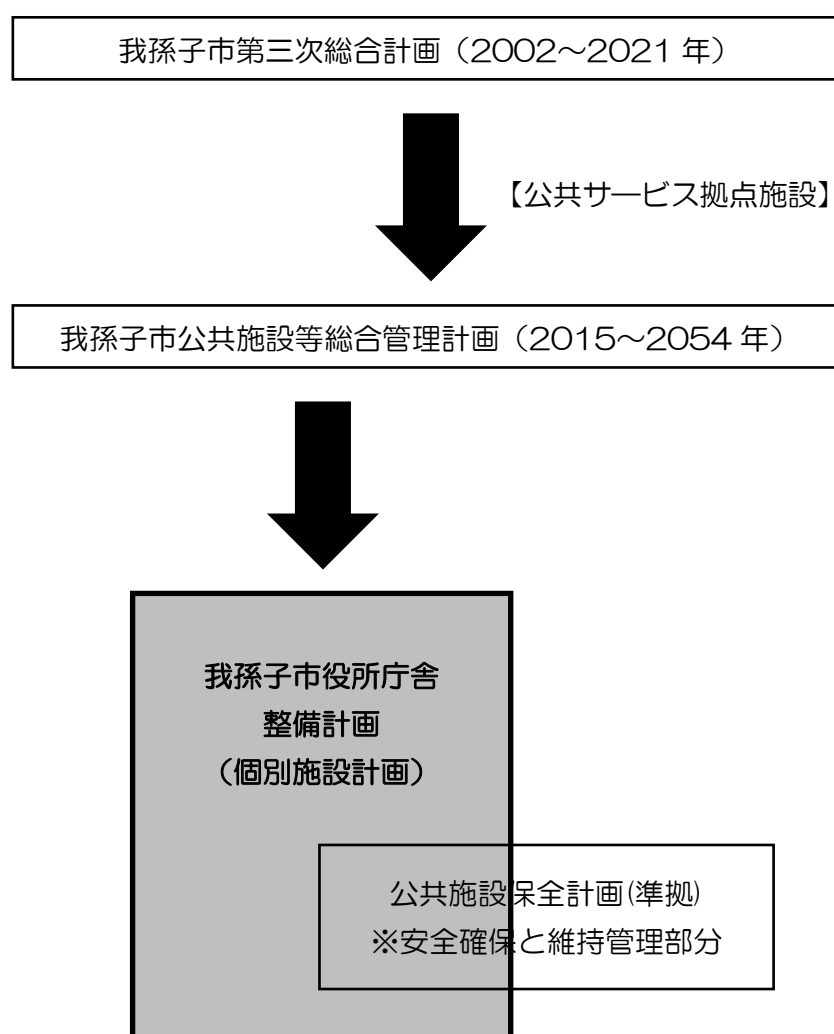 我孫子市第三次総合計画（2002～2021 年）
【公共サービス拠点施設】
我孫子市公共施設等総合管理計画（2015～2054 年）
我孫子市役所庁舎
整備計画
（個別施設計画）
公共施設保全計画(準拠)
※安全確保と維持管理部分